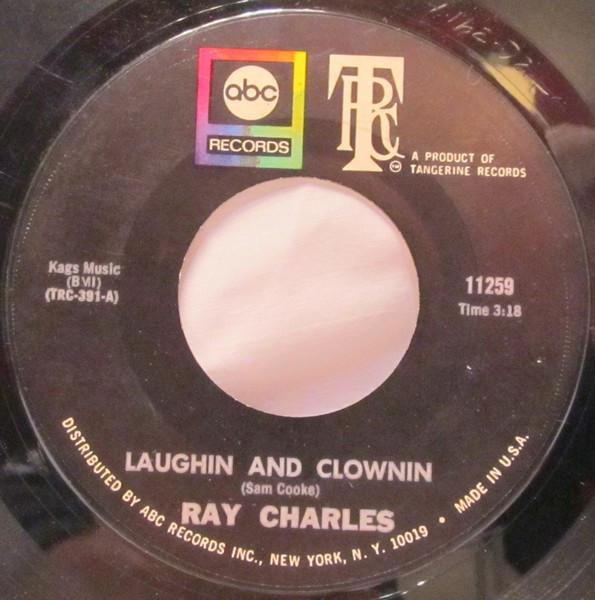 abc
RECORDS
TRC
A PRODUCT OF
TANGERINE RECORDS
TM
Kags Music
(BMI)
(TRC-391-A)
11259
Time 3:18
LAUGHIN AND CLOWNIN
(Sam Cooke)
RAY CHARLES
DISTRIBUTED BY ABC RECORDS INC., NEW YORK, N. Y. 10019 • MADE IN U.S.A.